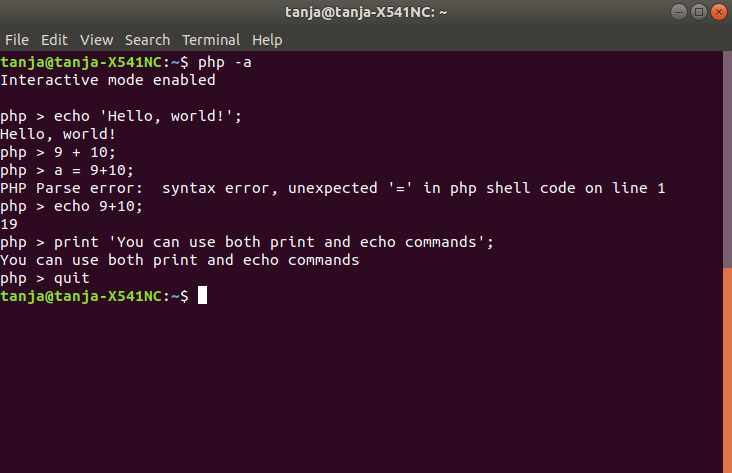 tanja@tanja-X541NC: ~
File Edit View Search Terminal Help
tanja@tanja-X541NC:~$ php -a
Interactive mode enabled
php > echo 'Hello, world!';
Hello, world!
php > 9 + 10;
php > a = 9+10;
PHP Parse error:  syntax error, unexpected '=' in php shell code on line 1
php > echo 9+10;
19
php > print 'You can use both print and echo commands';
You can use both print and echo commands
php > quit
tanja@tanja-X541NC:~$